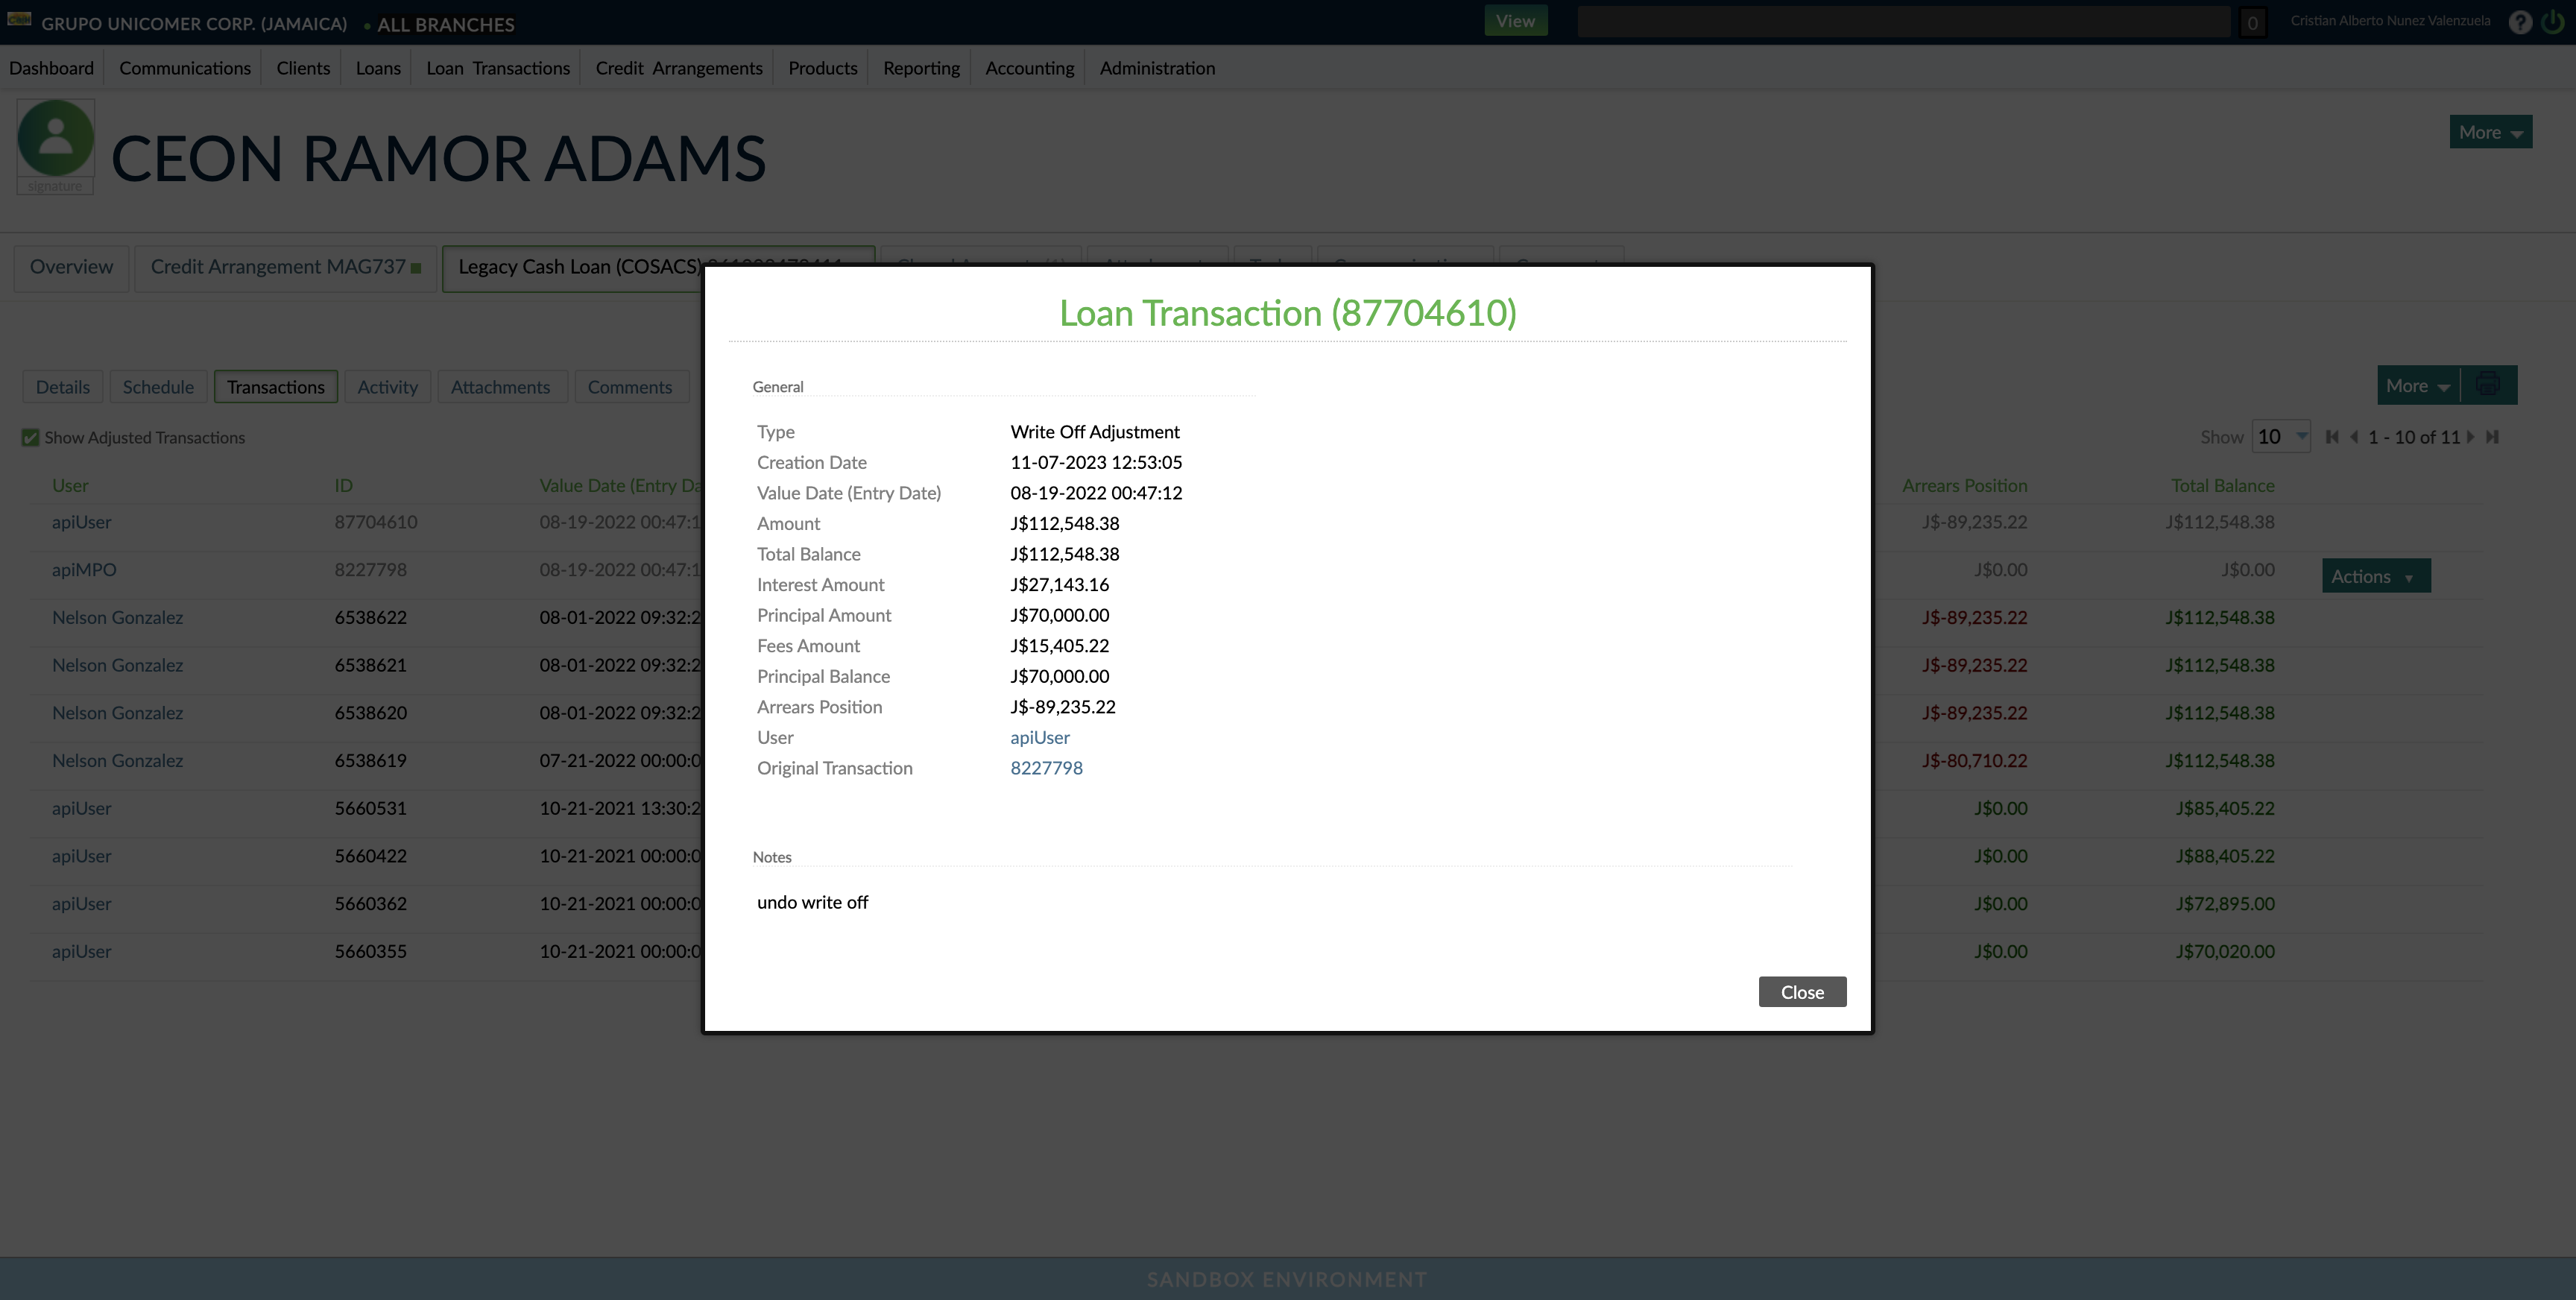 GRUPO UNICOMER CORP. (JAMAICA) • ALL BRANCHES View 0 Cristian Alberto Nunez Valenzuela ?
Dashboard Communications Clients Loans Loan Transactions Credit Arrangements Products Reporting Accounting Administration
signature
CEON RAMOR ADAMS
More
Overview Credit Arrangement MAG737 Legacy Cash Loan (COSACS)
Loan Transaction (87704610)
Details Schedule Transactions Activity Attachments Comments
More
Show Adjusted Transactions
Show 10 1 - 10 of 11
User ID Value Date (Entry Da Arrears Position Total Balance
apiUser 87704610 08-19-2022 00:47:1 J$-89,235.22 J$112,548.38
apiMPO 8227798 08-19-2022 00:47:1 J$0.00 J$0.00 Actions
Nelson Gonzalez 6538622 08-01-2022 09:32:2 J$-89,235.22 J$112,548.38
Nelson Gonzalez 6538621 08-01-2022 09:32:2 J$-89,235.22 J$112,548.38
Nelson Gonzalez 6538620 08-01-2022 09:32:2 J$-89,235.22 J$112,548.38
Nelson Gonzalez 6538619 07-21-2022 00:00:0 J$-80,710.22 J$112,548.38
apiUser 5660531 10-21-2021 13:30:2 J$0.00 J$85,405.22
apiUser 5660422 10-21-2021 00:00:0 J$0.00 J$88,405.22
apiUser 5660362 10-21-2021 00:00:0 J$0.00 J$72,895.00
apiUser 5660355 10-21-2021 00:00:0 J$0.00 J$70,020.00
General
Type Write Off Adjustment
Creation Date 11-07-2023 12:53:05
Value Date (Entry Date) 08-19-2022 00:47:12
Amount J$112,548.38
Total Balance J$112,548.38
Interest Amount J$27,143.16
Principal Amount J$70,000.00
Fees Amount J$15,405.22
Principal Balance J$70,000.00
Arrears Position J$-89,235.22
User apiUser
Original Transaction 8227798
Notes
undo write off
Close
SANDBOX ENVIRONMENT